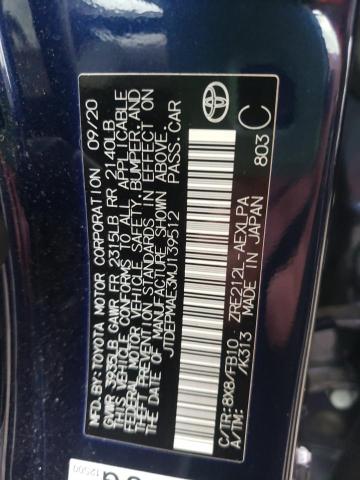 MFD.BY:TOYOTA MOTOR CORPORATION 09/20
GVWR 3935LB GAWR FR 2315LB RR 2140LB
THIS VEHICLE CONFORMS TO ALL APPLICABLE
FEDERAL MOTOR VEHICLE SAFETY, BUMPER, AND
THEFT PREVENTION STANDARDS IN EFFECT ON
THE DATE OF MANUFACTURE SHOWN ABOVE.
JTDEPMAE3MJ139512 PASS.CAR
C/TR: 8X8/FB10 ZRE212L-AEXLPA
A/TM: /K313 MADE IN JAPAN 803 C
12500